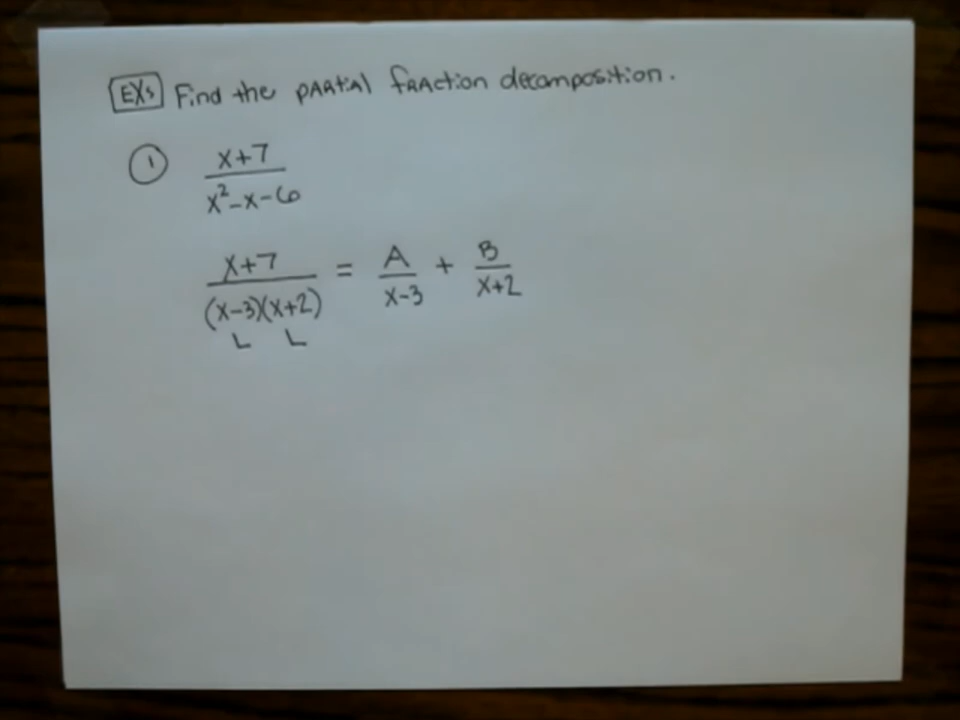 EXs Find the partial fraction decomposition.
① x+7
x²-x-6
x+7 = A + B
(x-3)(x+2) x-3 x+2
L L